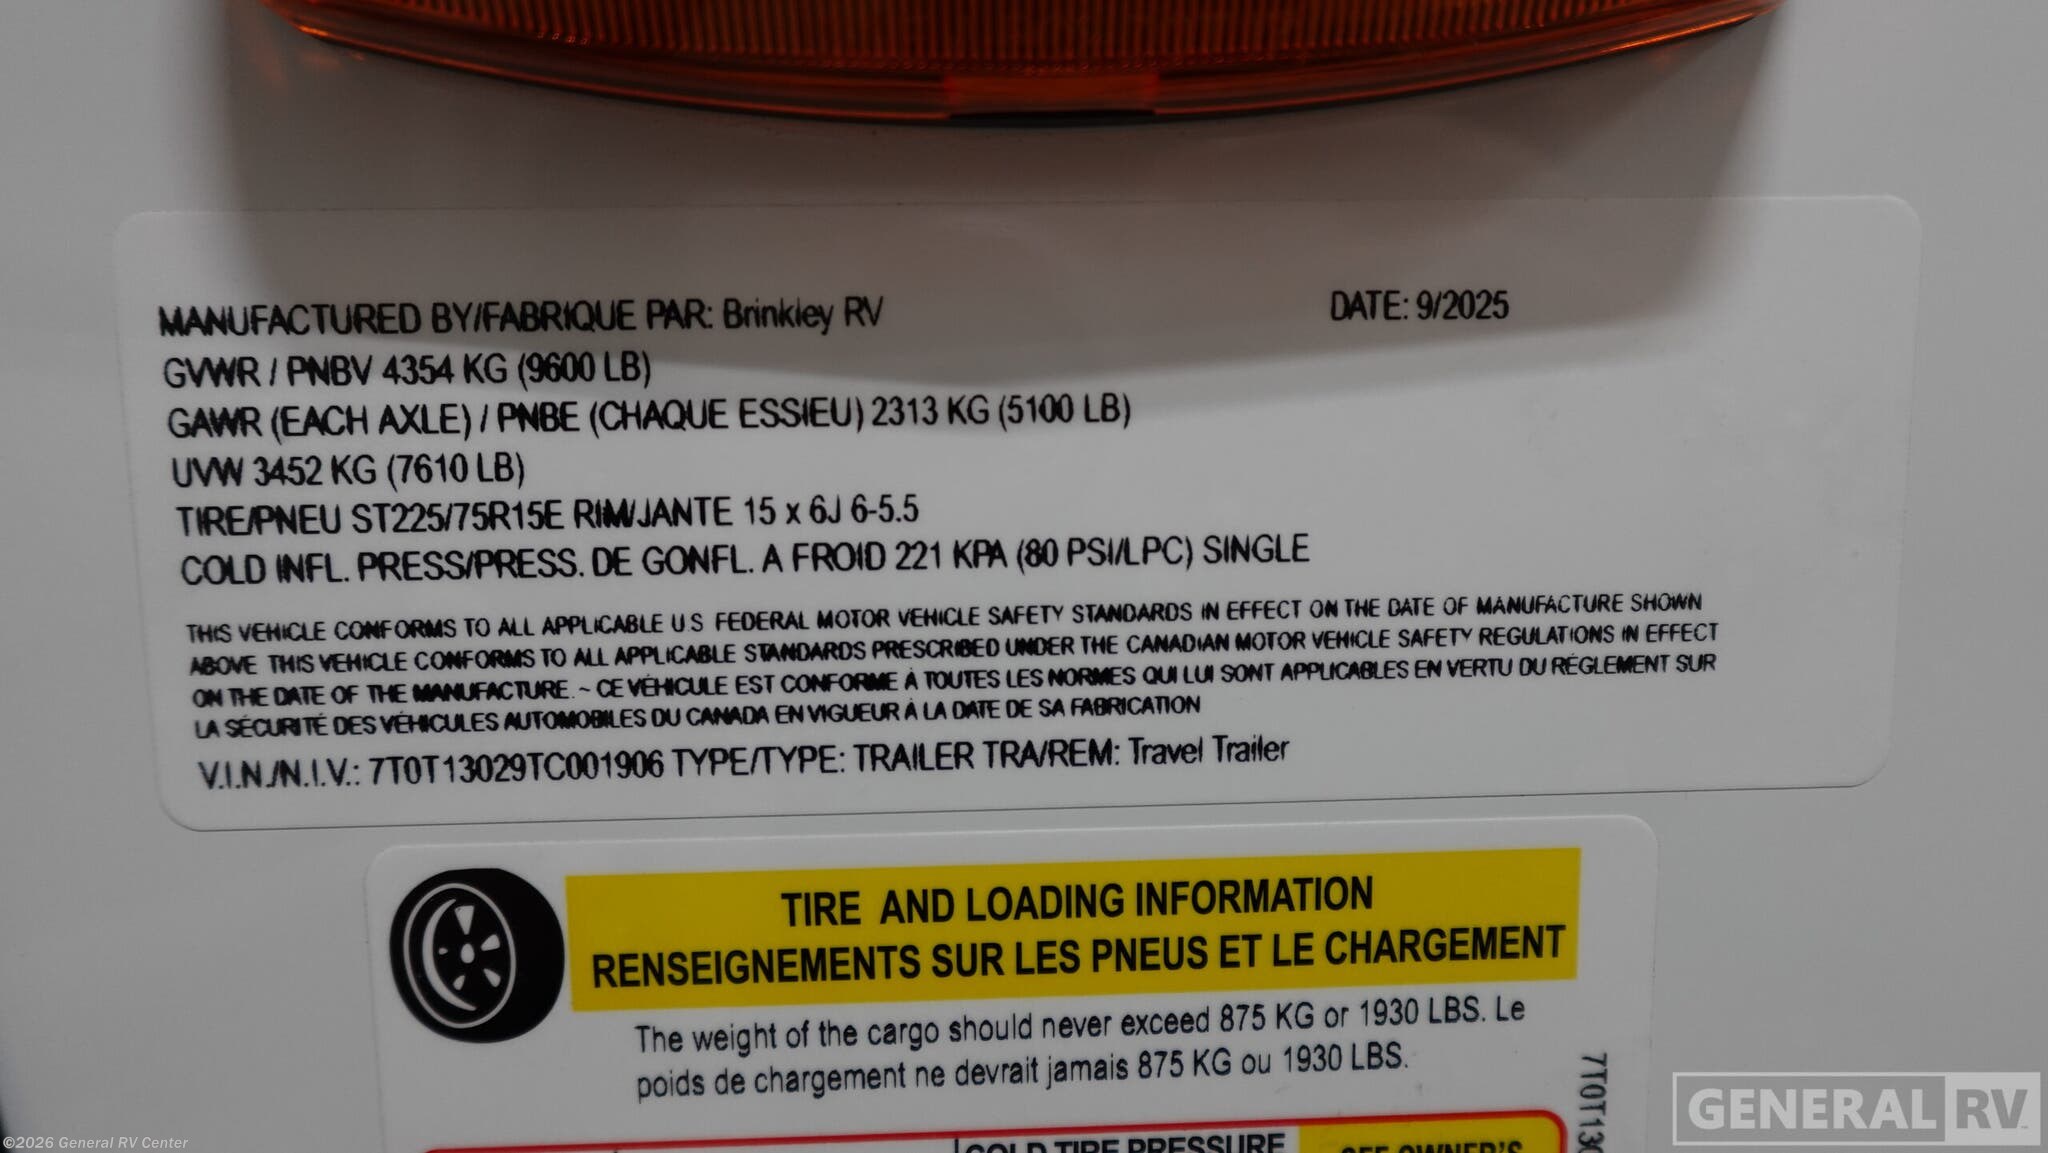 MANUFACTURED BY/FABRIQUE PAR: Brinkley RV DATE: 9/2025
GVWR / PNBV 4354 KG (9600 LB)
GAWR (EACH AXLE) / PNBE (CHAQUE ESSIEU) 2313 KG (5100 LB)
UVW 3452 KG (7610 LB)
TIRE/PNEU ST225/75R15E RIM/JANTE 15 x 6J 6-5.5
COLD INFL. PRESS/PRESS. DE GONFL. A FROID 221 KPA (80 PSI/LPC) SINGLE
THIS VEHICLE CONFORMS TO ALL APPLICABLE U.S FEDERAL MOTOR VEHICLE SAFETY STANDARDS IN EFFECT ON THE DATE OF MANUFACTURE SHOWN
ABOVE THIS VEHICLE CONFORMS TO ALL APPLICABLE STANDARDS PRESCRIBED UNDER THE CANADIAN MOTOR VEHICLE SAFETY REGULATIONS IN EFFECT
ON THE DATE OF THE MANUFACTURE. ~ CE VÉHICULE EST CONFORME À TOUTES LES NORMES QUI LUI SONT APPLICABLES EN VERTU DU RÉGLEMENT SUR
LA SÉCURITÉ DES VÉHICULES AUTOMOBILES DU CANADA EN VIGUEUR À LA DATE DE SA FABRICATION
V.I.N./N.I.V.: 7T0T13029TC001906 TYPE/TYPE: TRAILER TRA/REM: Travel Trailer
TIRE AND LOADING INFORMATION
RENSEIGNEMENTS SUR LES PNEUS ET LE CHARGEMENT
The weight of the cargo should never exceed 875 KG or 1930 LBS. Le
poids de chargement ne devrait jamais 875 KG ou 1930 LBS.
7T0T130
COLD TIRE PRESSURE
SEE OWNER'S
GENERAL RV
©2026 General RV Center